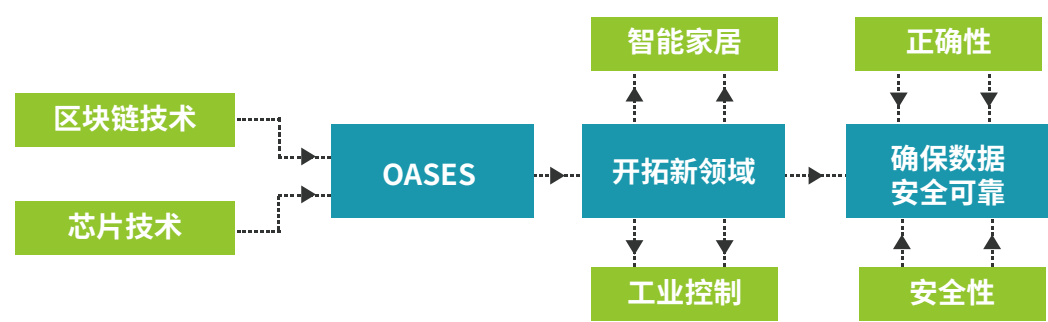 区块链技术
芯片技术
OASES
智能家居
开拓新领域
工业控制
正确性
确保数据
安全可靠
安全性